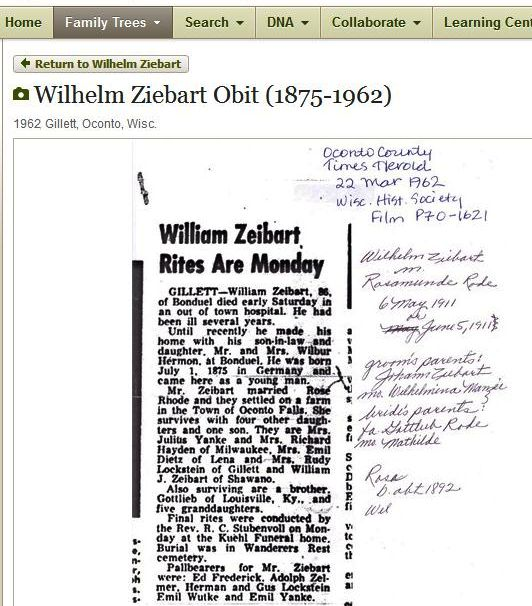 Home Family Trees Search DNA Collaborate Learning Cent
Return to Wilhelm Ziebart
Wilhelm Ziebart Obit (1875-1962)
1962 Gillett, Oconto, Wisc.
Oconto County
Times Herold
22 Mar 1962
Wisc. Hist. Society
Film P70-1621
William Zeibart
Rites Are Monday
GILLETT—William Zeibart, 86,
of Bonduel died early Saturday in
an out of town hospital. He had
been ill several years.
Until recently he made his
home with his son-in-law and
daughter, Mr. and Mrs. Wilbur
Hermon, at Bonduel. He was born
July 1, 1875 in Germany and
came here as a young man.
Mr. Zeibart married Rose
Rhode and they settled on a farm
in the Town of Oconto Falls. She
survives with four other daugh-
ters and one son. They are Mrs.
Julius Yanke and Mrs. Richard
Hayden of Milwaukee, Mrs. Emil
Dietz of Lena and Mrs. Rudy
Lockstein of Gillett and William
J. Zeibart of Shawano.
Also surviving are a brother,
Gottlieb of Louisville, Ky., and
five granddaughters.
Final rites were conducted by
the Rev. R. C. Stubenvoll on Mon-
day at the Kuehl Funeral home.
Burial was in Wanderers Rest
cemetery.
Pallbearers for Mr. Ziebart
were: Ed Frederick, Adolph Zel-
mer, Herman and Gus Lockstein
Emil Wutke and Emil Yanke.
Wilhelm Ziebart
m.
Rosamunde Rode
6 May 1911
or
May June 5, 1911
groom's parents:
Johann Ziebart
mo. Wilhelmina
bride's parents:
fa Gottlieb Rode
mo. Mathilde
Rosa
b. abt 1892
Wil